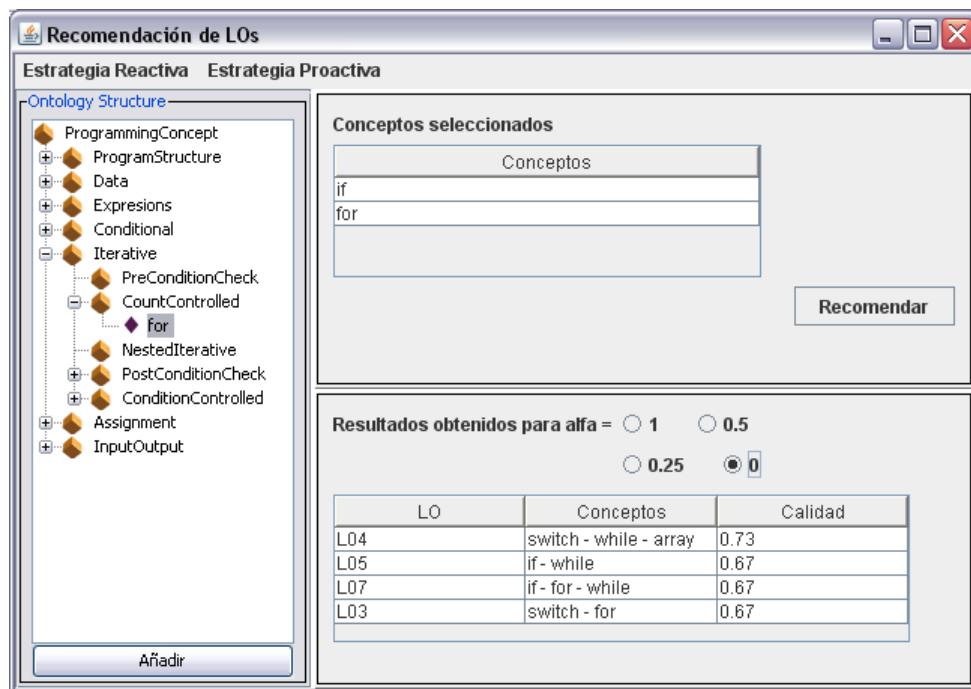 Recomendación de LOs
Estrategia Reactiva Estrategia Proactiva
Ontology Structure
ProgrammingConcept
ProgramStructure
Data
Expresions
Conditional
Iterative
PreConditionCheck
CountControlled
for
NestedIterative
PostConditionCheck
ConditionControlled
Assignment
InputOutput
Añadir
Conceptos seleccionados
Conceptos
if
for
Recomendar
Resultados obtenidos para alfa = 1 0.5
0.25 0
LO Conceptos Calidad
L04 switch - while - array 0.73
L05 if - while 0.67
L07 if - for - while 0.67
L03 switch - for 0.67